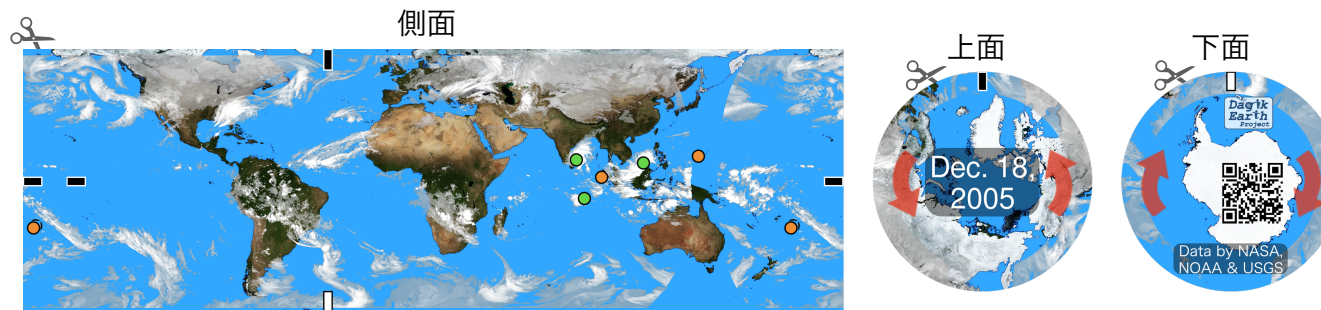 側面
上面
下面
Dec. 18,
2005
Dagik
Earth
Project
Data by NASA,
NOAA & USGS